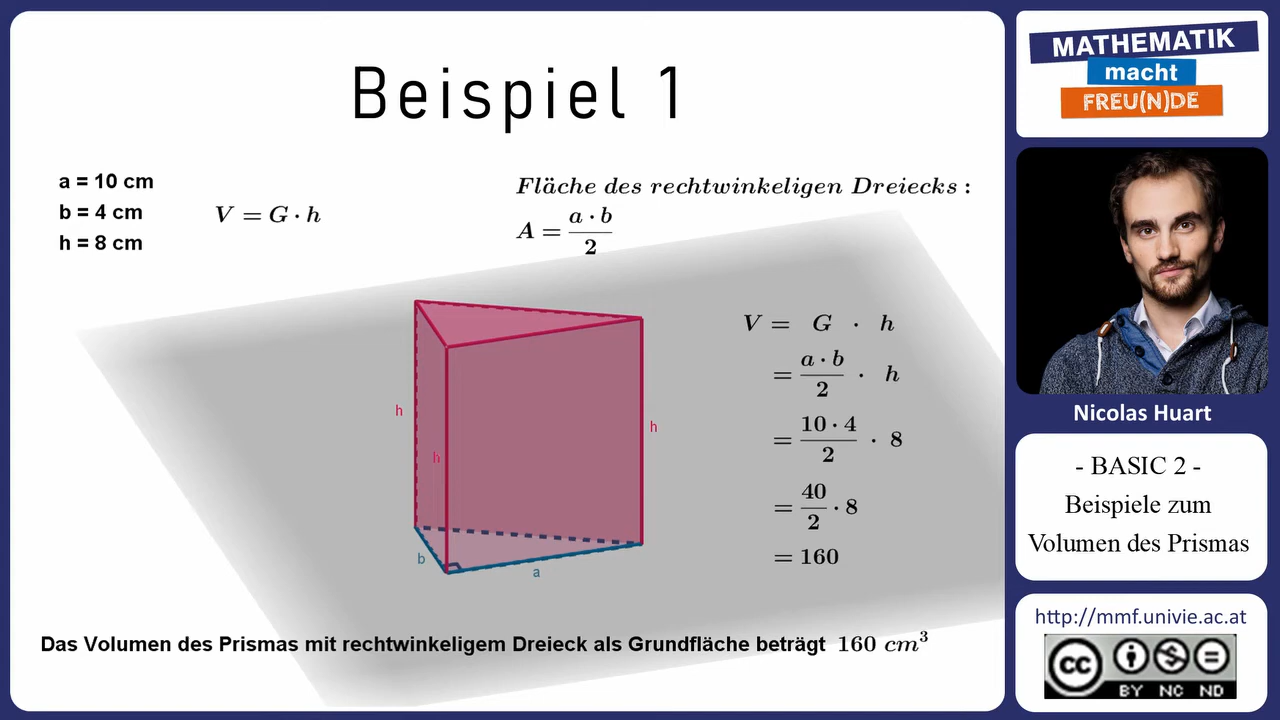 Beispiel 1
a = 10 cm
b = 4 cm
h = 8 cm
V = G · h
Fläche des rechtwinkeligen Dreiecks :
A = a · b / 2
h
h
h
b
a
V = G · h
= a · b / 2 · h
= 10 · 4 / 2 · 8
= 40 / 2 · 8
= 160
Das Volumen des Prismas mit rechtwinkeligem Dreieck als Grundfläche beträgt 160 cm³
MATHEMATIK
macht
FREU(N)DE
Nicolas Huart
- BASIC 2 -
Beispiele zum
Volumen des Prismas
http://mmf.univie.ac.at
cc
BY NC ND